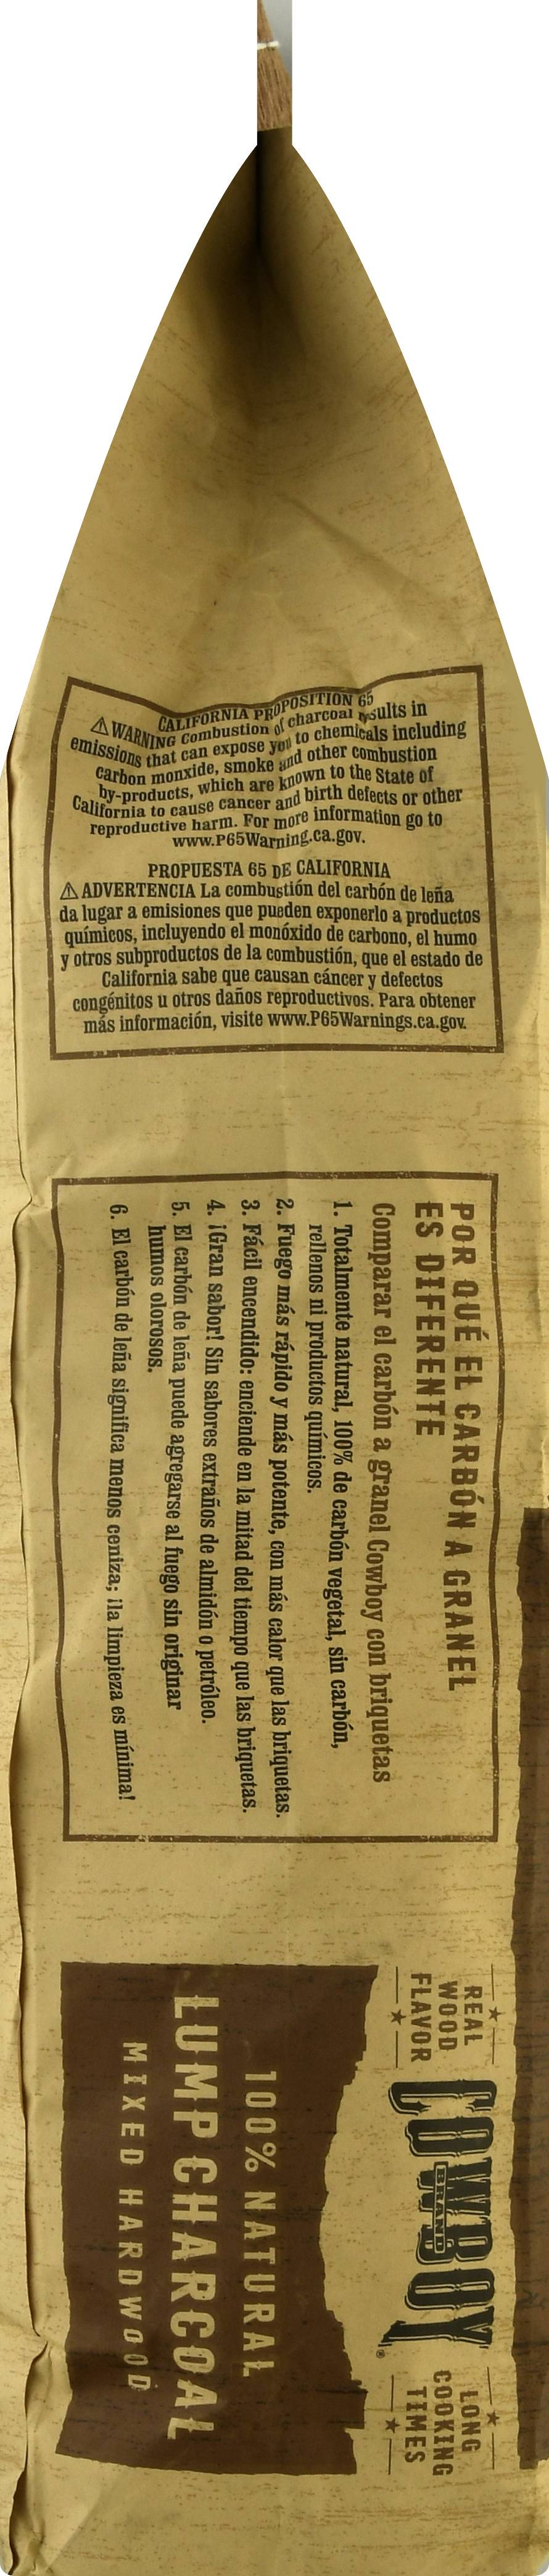 CALIFORNIA PROPOSITION 65
⚠ WARNING Combustion of charcoal results in
emissions that can expose you to chemicals including
carbon monxide, smoke and other combustion
by-products, which are known to the State of
California to cause cancer and birth defects or other
reproductive harm. For more information go to
www.P65Warning.ca.gov.
PROPUESTA 65 DE CALIFORNIA
⚠ ADVERTENCIA La combustión del carbón de leña
da lugar a emisiones que pueden exponerlo a productos
químicos, incluyendo el monóxido de carbono, el humo
y otros subproductos de la combustión, que el estado de
California sabe que causan cáncer y defectos
congénitos u otros daños reproductivos. Para obtener
más información, visite www.P65Warnings.ca.gov.
POR QUÉ EL CARBÓN A GRANEL
ES DIFERENTE
Comparar el carbón a granel Cowboy con briquetas
1. Totalmente natural, 100% de carbón vegetal, sin carbón,
rellenos ni productos químicos.
2. Fuego más rápido y más potente, con más calor que las briquetas.
3. Fácil encendido: enciende en la mitad del tiempo que las briquetas.
4. ¡Gran sabor! Sin sabores extraños de almidón o petróleo.
5. El carbón de leña puede agregarse al fuego sin originar
humos olorosos.
6. El carbón de leña significa menos ceniza; ¡la limpieza es mínima!
REAL
WOOD
FLAVOR
COWBOY
BRAND
®
LONG
COOKING
TIMES
100% NATURAL
LUMP CHARCOAL
MIXED HARDWOOD